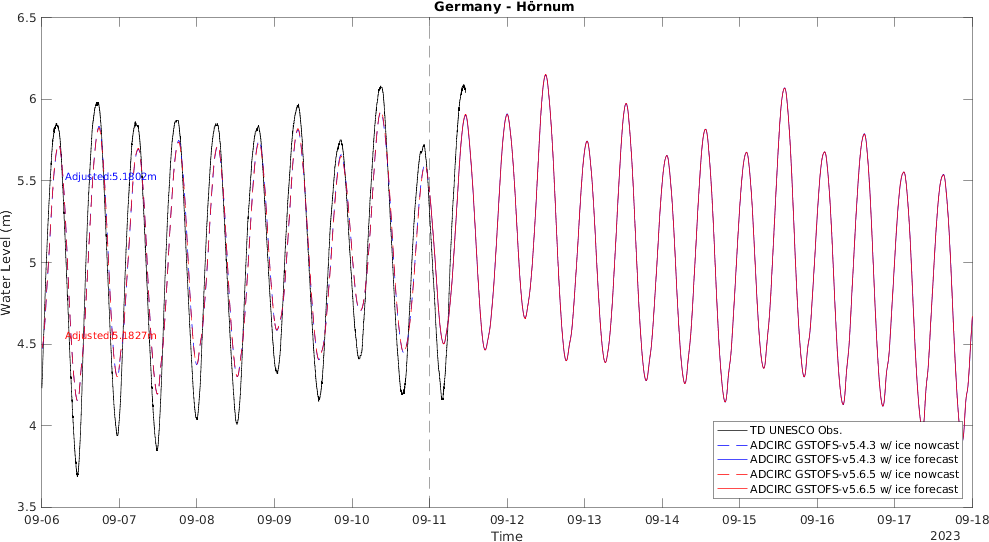 Germany - Hörnum
6.5
6
5.5
5
4.5
4
3.5
Water Level (m)
Adjusted:5.1802m
Adjusted:5.1827m
TD UNESCO Obs.
ADCIRC GSTOFS-v5.4.3 w/ ice nowcast
ADCIRC GSTOFS-v5.4.3 w/ ice forecast
ADCIRC GSTOFS-v5.6.5 w/ ice nowcast
ADCIRC GSTOFS-v5.6.5 w/ ice forecast
09-06 09-07 09-08 09-09 09-10 09-11 09-12 09-13 09-14 09-15 09-16 09-17 09-18
Time
2023